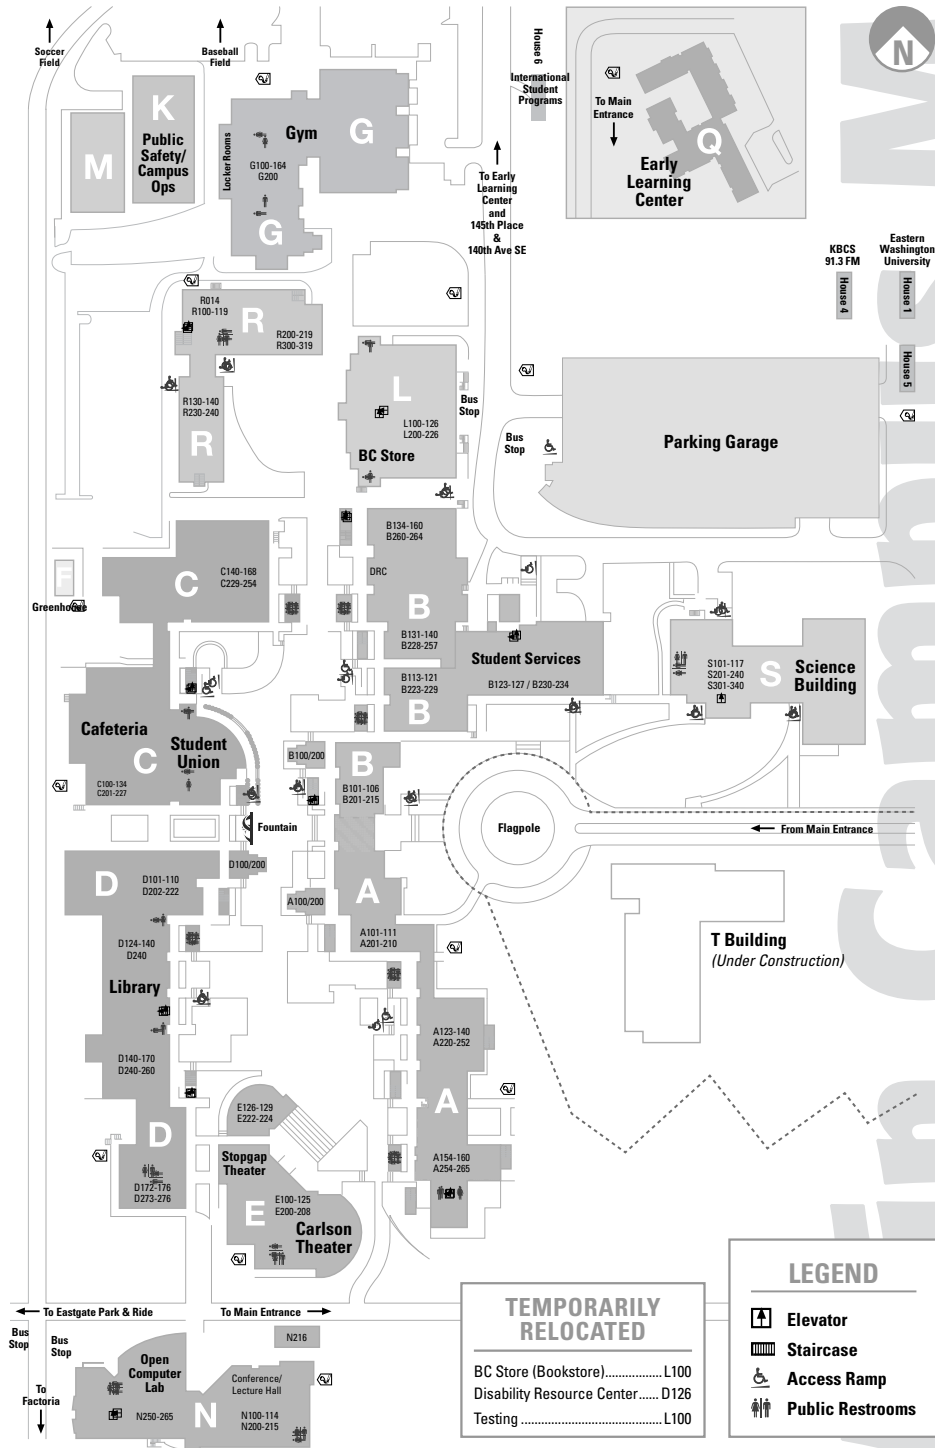 Soccer
Field
Baseball
Field
House 6
International
Student
Programs
To Main
Entrance
Q
Early
Learning
Center
N
K
Public
Safety/
Campus
Ops
M
Locker Rooms
Gym
G
G100-164
G200
G
To Early
Learning
Center
and
145th Place
&
140th Ave SE
KBCS
91.3 FM
House 4
Eastern
Washington
University
House 1
House 5
R014
R100-119
R
R200-219
R300-319
R130-140
R230-240
R
L
L100-126
L200-226
BC Store
Bus
Stop
Bus
Stop
Parking Garage
F
Greenhouse
C
C140-168
C229-254
B134-160
B260-264
DRC
B
B131-140
B228-257
Student Services
B123-127 / B230-234
B113-121
B223-229
B
S101-117
S201-240
S301-340
S
Science
Building
Cafeteria
Student
Union
C
C100-134
C201-227
B100/200
B
B101-106
B201-215
Fountain
Flagpole
From Main Entrance
D
D101-110
D202-222
D100/200
A100/200
A
A101-111
A201-210
D124-140
D240
Library
D140-170
D240-260
D
D172-176
D273-276
T Building
(Under Construction)
A123-140
A220-252
A
A154-160
A254-265
E126-129
E222-224
Stopgap
Theater
E
E100-125
E200-208
Carlson
Theater
To Eastgate Park & Ride
To Main Entrance
Bus
Stop
Bus
Stop
To
Factoria
Open
Computer
Lab
N250-265
N
N216
Conference/
Lecture Hall
N100-114
N200-215
TEMPORARILY
RELOCATED
BC Store (Bookstore)................. L100
Disability Resource Center...... D126
Testing .......................................... L100
LEGEND
Elevator
Staircase
Access Ramp
Public Restrooms
Main Campus M